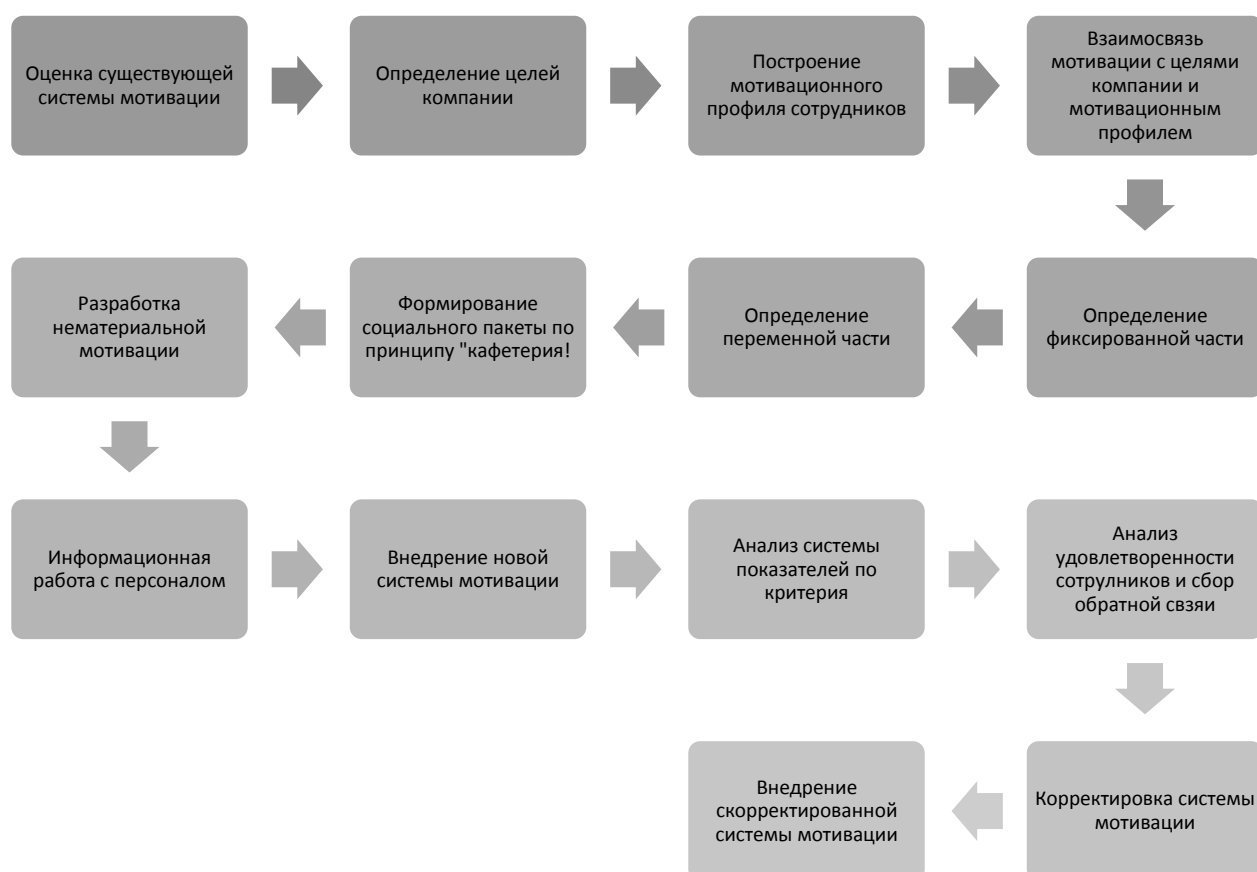 Оценка существующей
системы мотивации
Определение целей
компании
Построение
мотивационного
профиля сотрудников
Взаимосвязь
мотивации с целями
компании и
мотивационным
профилем
Определение
фиксированной части
Определение
переменной части
Формирование
социального пакеты по
принципу "кафетерия!
Разработка
нематериальной
мотивации
Информационная
работа с персоналом
Внедрение новой
системы мотивации
Анализ системы
показателей по
критерия
Анализ
удовлетворенности
сотрулников и сбор
обратной свзяи
Корректировка системы
мотивации
Внедрение
скорректированной
системы мотивации